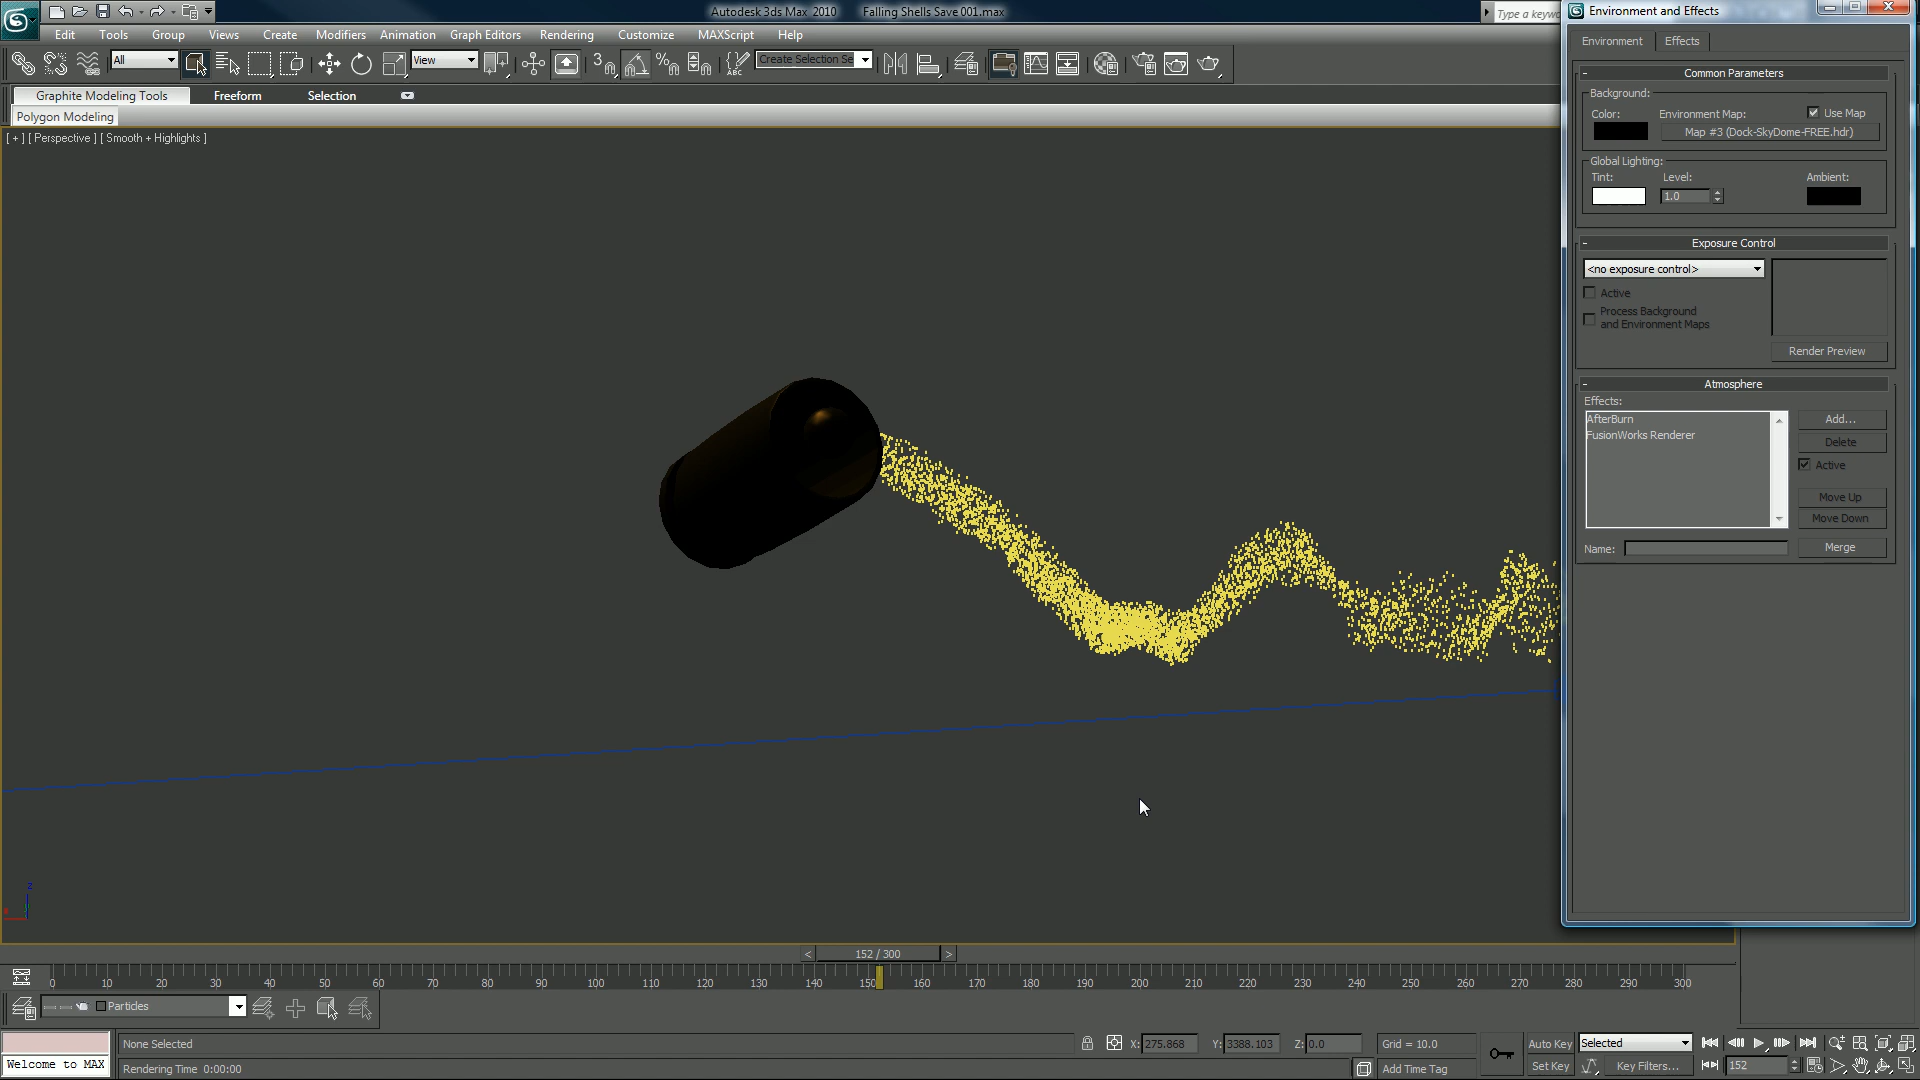 Autodesk 3ds Max 2010 Falling Shells Save 001.max
Type a keywo
Edit Tools Group Views Create Modifiers Animation Graph Editors Rendering Customize MAXScript Help
All View 3 Create Selection Se
Graphite Modeling Tools Freeform Selection
Polygon Modeling
[ + ] [ Perspective ] [ Smooth + Highlights ]
Environment and Effects
Environment Effects
- Common Parameters
Background:
Color: Environment Map: Use Map
Map #3 (Dock-SkyDome-FREE.hdr)
Global Lighting:
Tint: Level: Ambient:
1.0
- Exposure Control
<no exposure control>
Active
Process Background
and Environment Maps
Render Preview
- Atmosphere
Effects:
AfterBurn
FusionWorks Renderer
Add...
Delete
Active
Move Up
Move Down
Name: Merge
z
< 152 / 300 >
0 10 20 30 40 50 60 70 80 90 100 110 120 130 140 150 160 170 180 190 200 210 220 230 240 250 260 270 280 290 300
Particles
None Selected X: 275.868 Y: 3388.103 Z: 0.0 Grid = 10.0 Auto Key Selected
Welcome to MAX Rendering Time 0:00:00 Add Time Tag Set Key Key Filters... 152